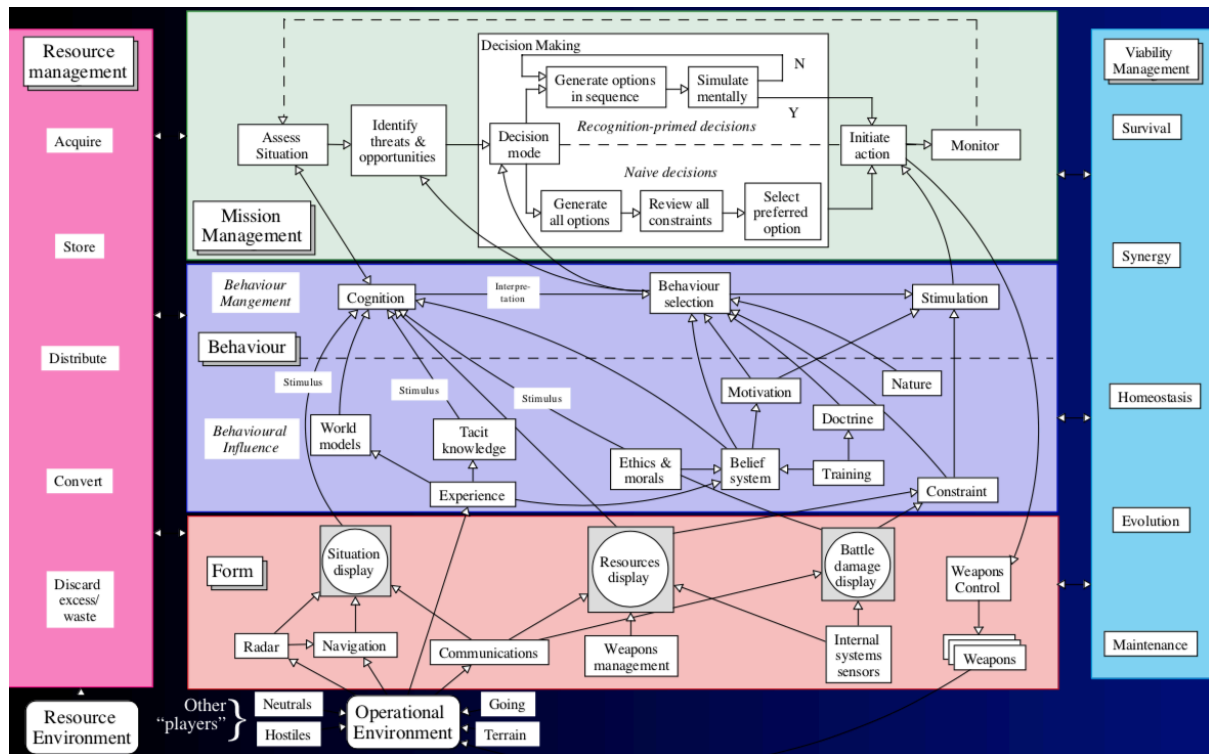 Resource
management
Acquire
Store
Distribute
Convert
Discard
excess/
waste
Resource
Environment
Decision Making
Generate options
in sequence
Simulate
mentally
N
Y
Assess
Situation
Identify
threats &
opportunities
Decision
mode
Recognition-primed decisions
Initiate
action
Monitor
Naive decisions
Generate
all options
Review all
constraints
Select
preferred
option
Mission
Management
Behaviour
Mangement
Cognition
Interpre-
tation
Behaviour
selection
Stimulation
Behaviour
Stimulus
Stimulus
Stimulus
Motivation
Nature
Behavioural
Influence
World
models
Tacit
knowledge
Doctrine
Ethics &
morals
Belief
system
Training
Experience
Constraint
Form
Situation
display
Resources
display
Battle
damage
display
Weapons
Control
Radar
Navigation
Communications
Weapons
management
Internal
systems
sensors
Weapons
Other
“players”
Neutrals
Hostiles
Operational
Environment
Going
Terrain
Viability
Management
Survival
Synergy
Homeostasis
Evolution
Maintenance